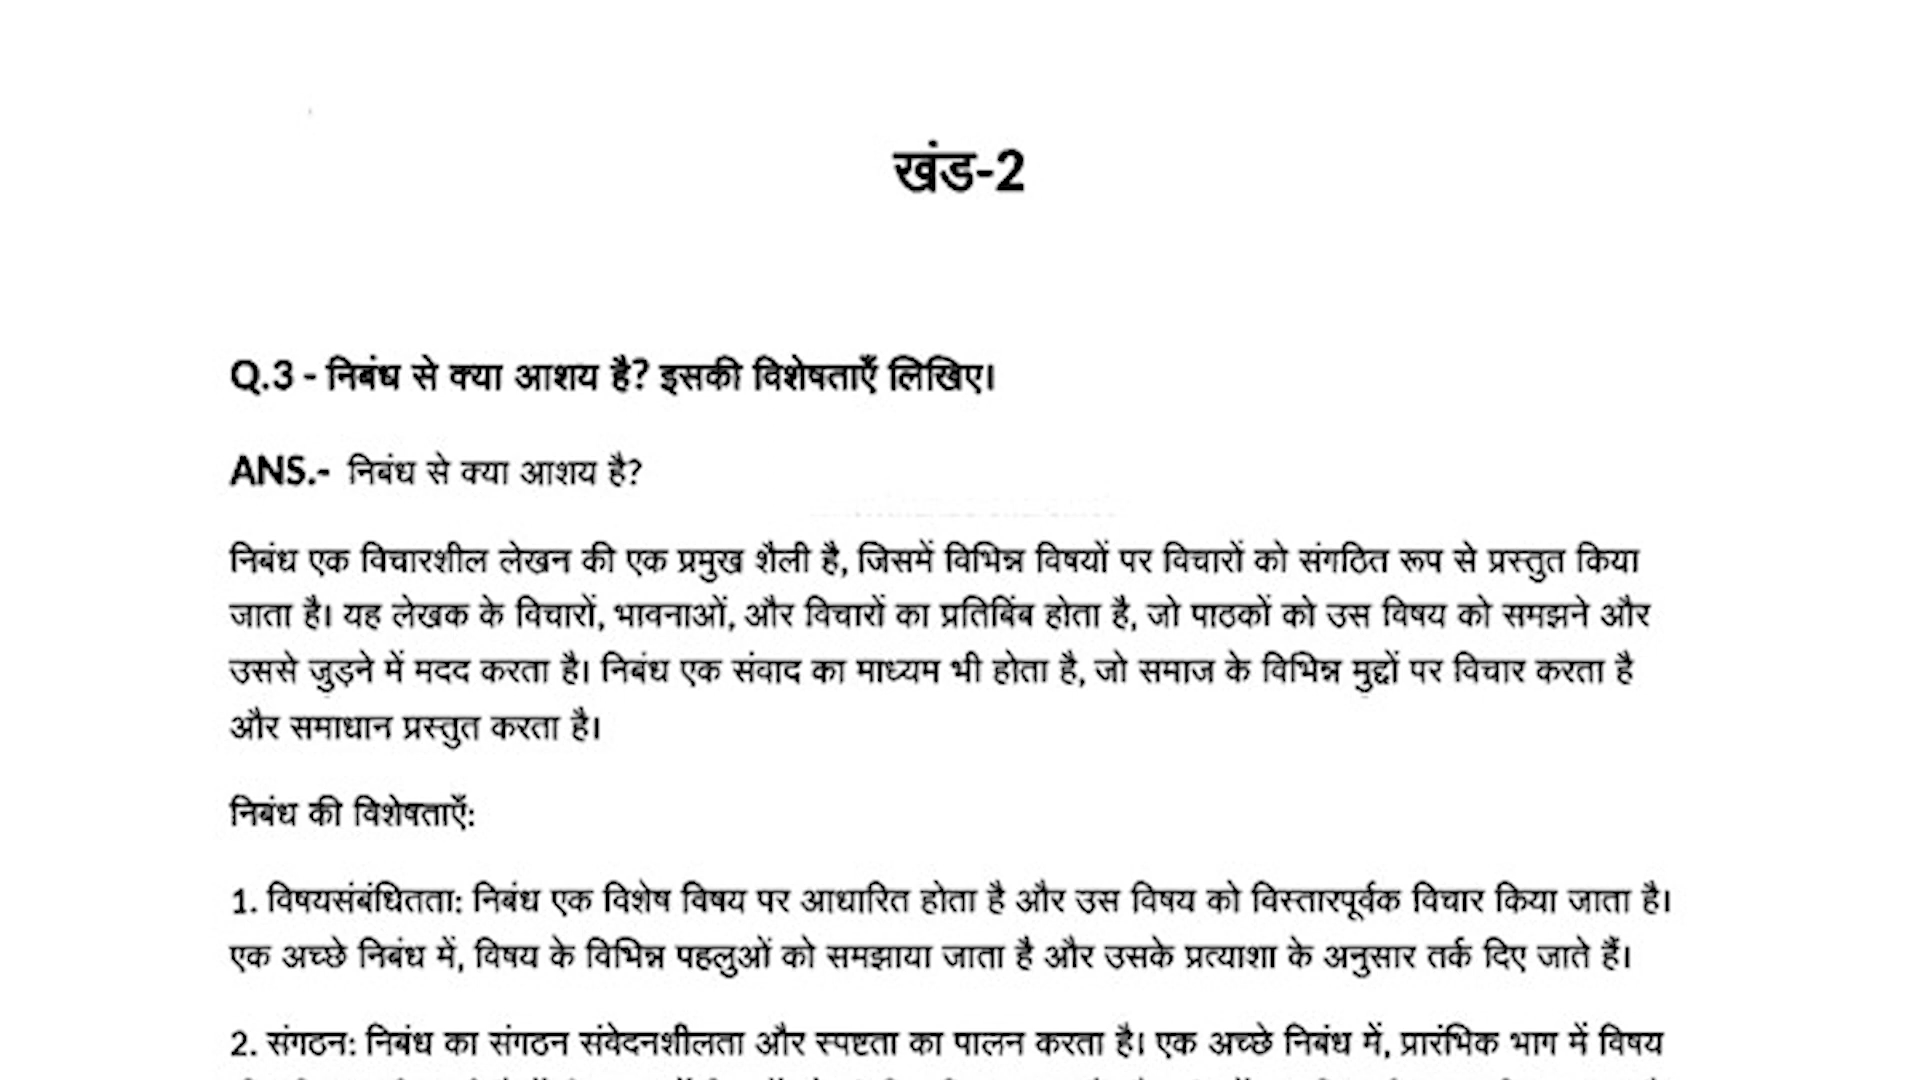 खंड-2
Q.3 - निबंध से क्या आशय है? इसकी विशेषताएँ लिखिए।
ANS.- निबंध से क्या आशय है?
निबंध एक विचारशील लेखन की एक प्रमुख शैली है, जिसमें विभिन्न विषयों पर विचारों को संगठित रूप से प्रस्तुत किया
जाता है। यह लेखक के विचारों, भावनाओं, और विचारों का प्रतिबिंब होता है, जो पाठकों को उस विषय को समझने और
उससे जुड़ने में मदद करता है। निबंध एक संवाद का माध्यम भी होता है, जो समाज के विभिन्न मुद्दों पर विचार करता है
और समाधान प्रस्तुत करता है।
निबंध की विशेषताएँ:
1. विषयसंबंधितता: निबंध एक विशेष विषय पर आधारित होता है और उस विषय को विस्तारपूर्वक विचार किया जाता है।
एक अच्छे निबंध में, विषय के विभिन्न पहलुओं को समझाया जाता है और उसके प्रत्याशा के अनुसार तर्क दिए जाते हैं।
2. संगठन: निबंध का संगठन संवेदनशीलता और स्पष्टता का पालन करता है। एक अच्छे निबंध में, प्रारंभिक भाग में विषय